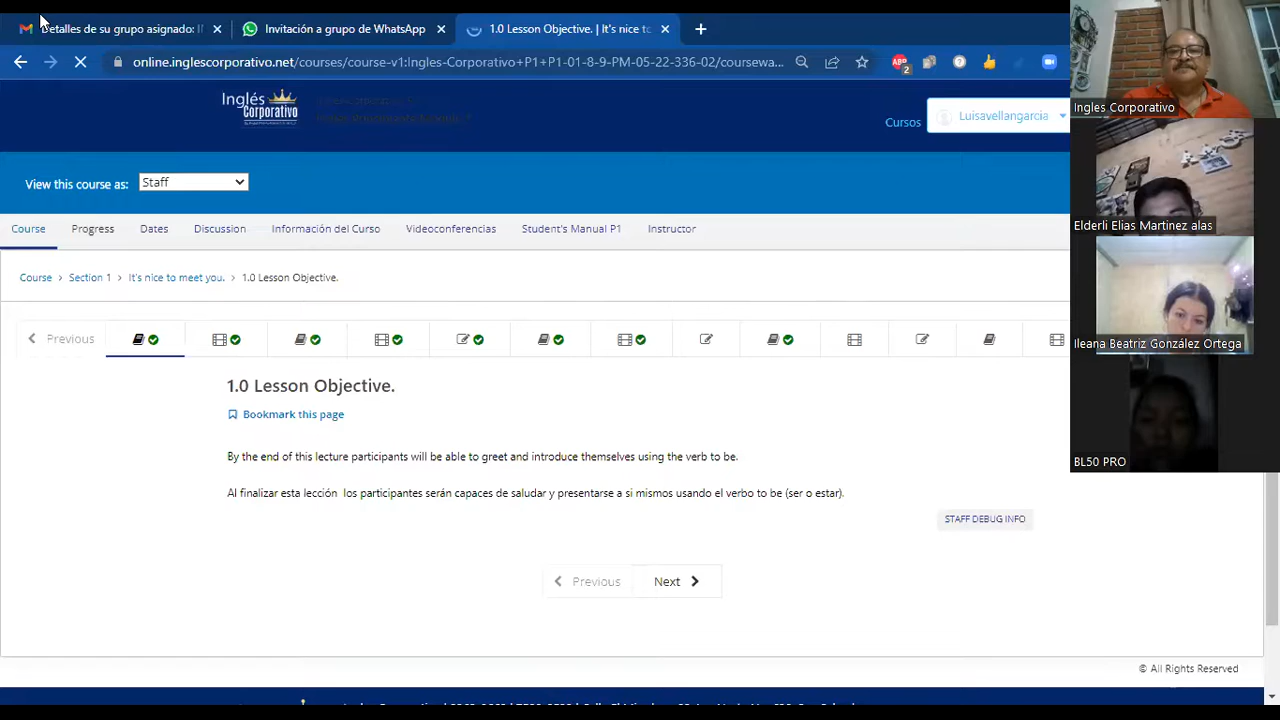 Detalles de su grupo asignado: I
Invitación a grupo de WhatsApp
1.0 Lesson Objective. | It's nice to
online.inglescorporativo.net/courses/course-v1:Ingles-Corporativo+P1+P1-01-8-9-PM-05-22-336-02/coursewa...
ABP
2
Inglés
Corporativo
Cursos
Luisavellangarcia
View this course as:
Staff
Course
Progress
Dates
Discussion
Información del Curso
Videoconferencias
Student's Manual P1
Instructor
Course > Section 1 > It's nice to meet you. > 1.0 Lesson Objective.
Previous
1.0 Lesson Objective.
Bookmark this page
By the end of this lecture participants will be able to greet and introduce themselves using the verb to be.
Al finalizar esta lección los participantes serán capaces de saludar y presentarse a si mismos usando el verbo to be (ser o estar).
STAFF DEBUG INFO
Previous
Next
© All Rights Reserved
Ingles Corporativo
Elderli Elias Martinez alas
Ileana Beatriz González Ortega
BL50 PRO